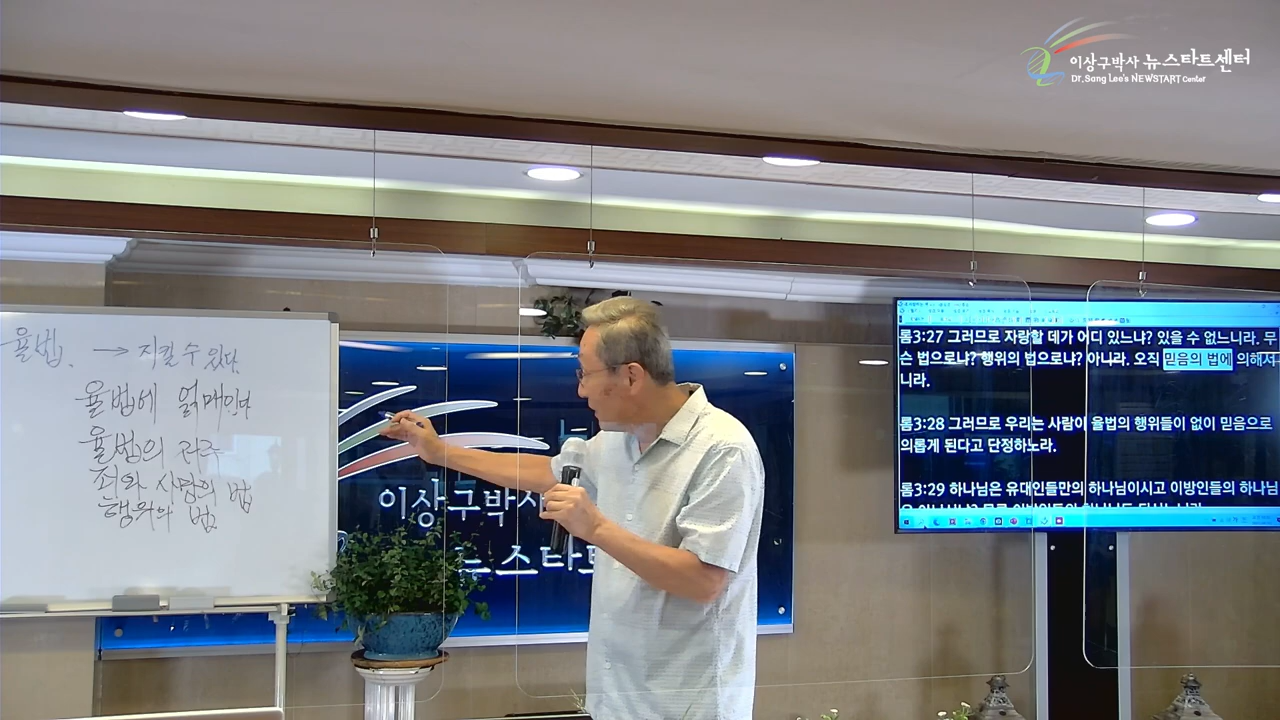 이상구박사 뉴스타트센터
Dr. Sang Lee's NEWSTART Center
율법. → 지킬 수 있다.
율법에 얽매인다
율법의 저주
죄와 사망의 법
행위의 법
이상구박사
뉴스타트
롬3:27 그러므로 자랑할 데가 어디 있느냐? 있을 수 없느니라. 무
슨 법으로냐? 행위의 법으로냐? 아니라. 오직 믿음의 법에 의해서
니라.
롬3:28 그러므로 우리는 사람이 율법의 행위들이 없이 믿음으로
의롭게 된다고 단정하노라.
롬3:29 하나님은 유대인들만의 하나님이시고 이방인들의 하나님